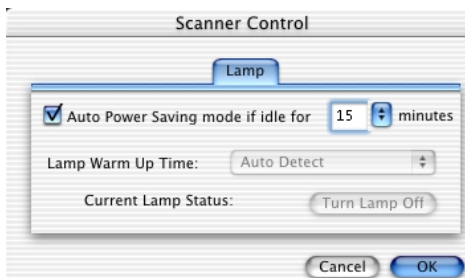 Scanner Control
Lamp
Auto Power Saving mode if idle for 15 minutes
Lamp Warm Up Time: Auto Detect
Current Lamp Status: Turn Lamp Off
Cancel OK